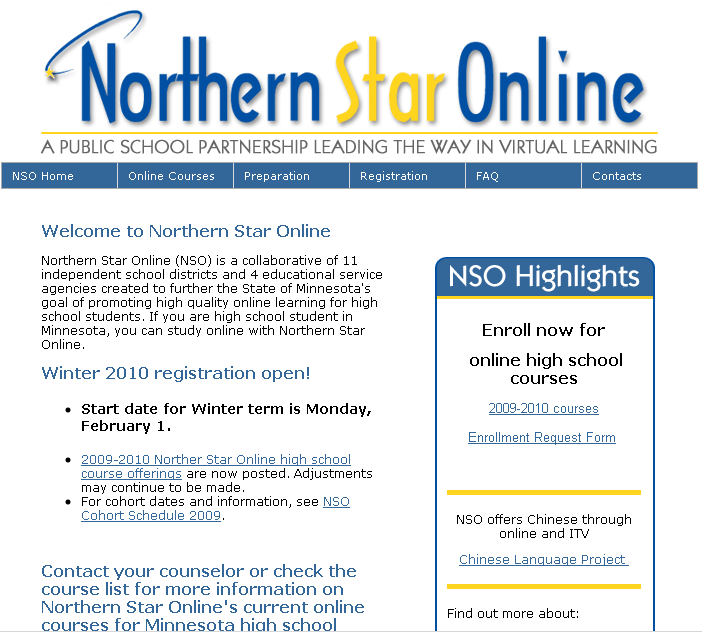 Northern Star Online
A PUBLIC SCHOOL PARTNERSHIP LEADING THE WAY IN VIRTUAL LEARNING
NSO Home Online Courses Preparation Registration FAQ Contacts
Welcome to Northern Star Online
Northern Star Online (NSO) is a collaborative of 11
independent school districts and 4 educational service
agencies created to further the State of Minnesota's
goal of promoting high quality online learning for high
school students. If you are high school student in
Minnesota, you can study online with Northern Star
Online.
Winter 2010 registration open!
• Start date for Winter term is Monday,
February 1.
• 2009-2010 Norther Star Online high school
course offerings are now posted. Adjustments
may continue to be made.
• For cohort dates and information, see NSO
Cohort Schedule 2009.
Contact your counselor or check the
course list for more information on
Northern Star Online's current online
courses for Minnesota high school
NSO Highlights
Enroll now for
online high school
courses
2009-2010 courses
Enrollment Request Form
NSO offers Chinese through
online and ITV
Chinese Language Project
Find out more about: